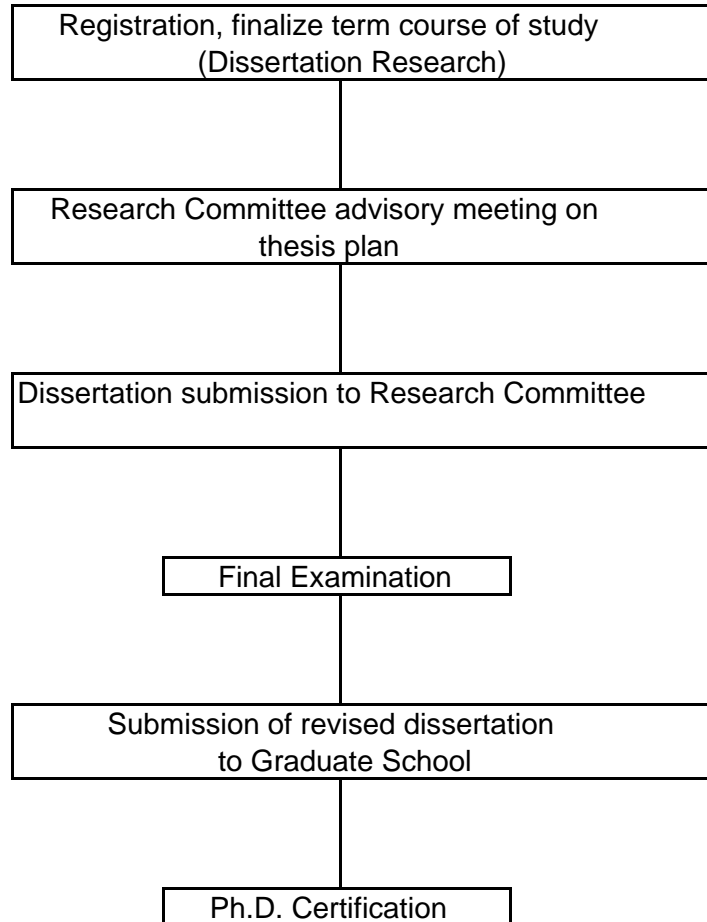 Registration, finalize term course of study
(Dissertation Research)
Research Committee advisory meeting on
thesis plan
Dissertation submission to Research Committee
Final Examination
Submission of revised dissertation
to Graduate School
Ph.D. Certification